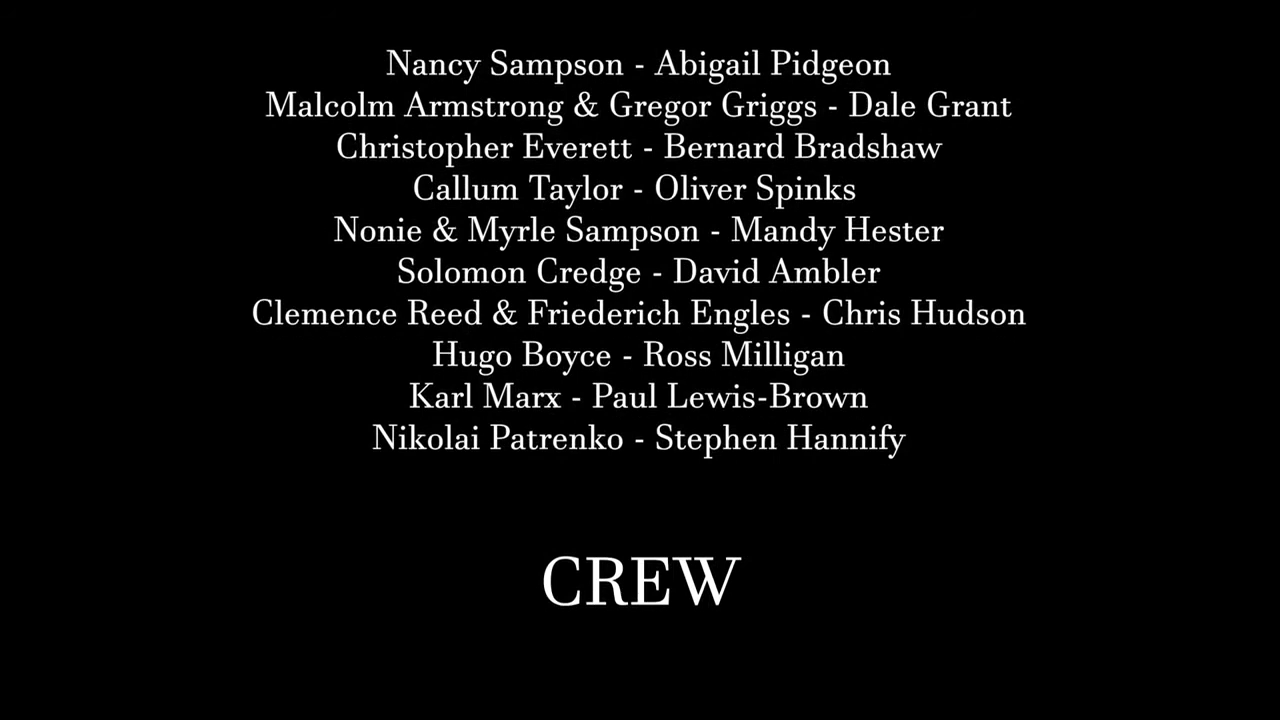 Nancy Sampson - Abigail Pidgeon
Malcolm Armstrong & Gregor Griggs - Dale Grant
Christopher Everett - Bernard Bradshaw
Callum Taylor - Oliver Spinks
Nonie & Myrle Sampson - Mandy Hester
Solomon Credge - David Ambler
Clemence Reed & Friederich Engles - Chris Hudson
Hugo Boyce - Ross Milligan
Karl Marx - Paul Lewis-Brown
Nikolai Patrenko - Stephen Hannify
CREW